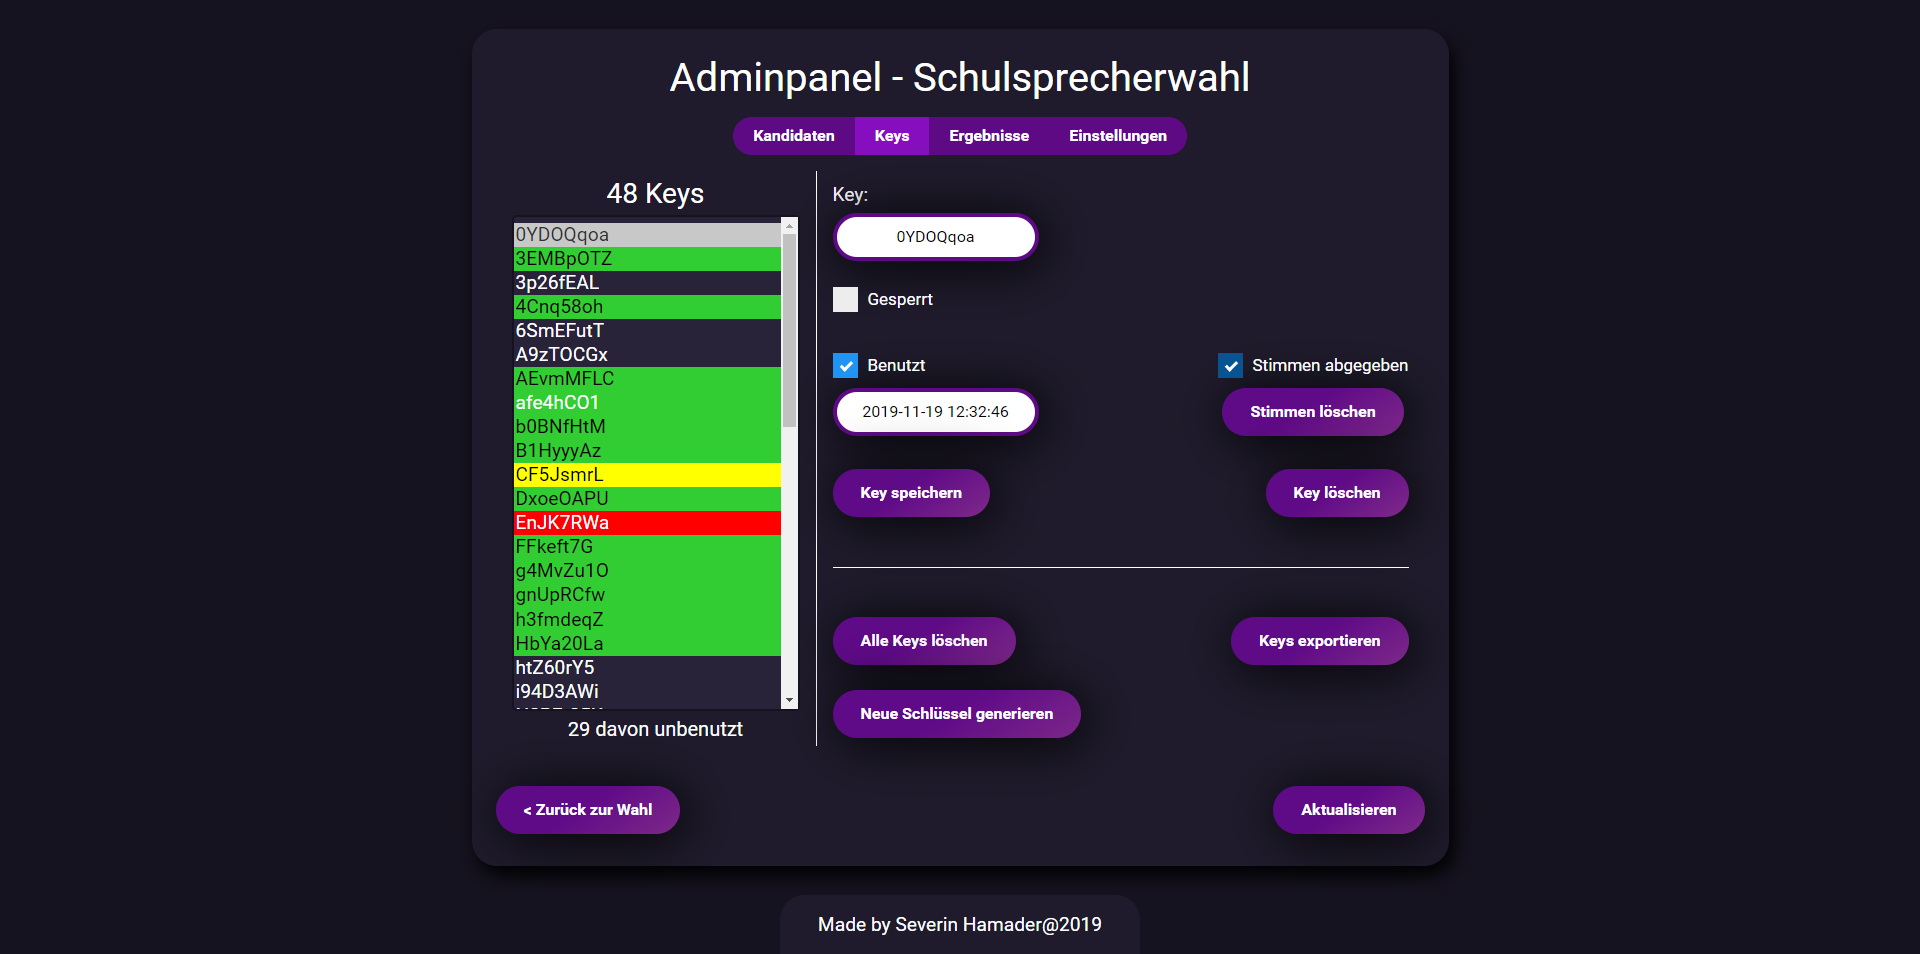 Adminpanel - Schulsprecherwahl
Kandidaten Keys Ergebnisse Einstellungen
48 Keys
0YDOQqoa
3EMBpOTZ
3p26fEAL
4Cnq58oh
6SmEFutT
A9zTOCGx
AEvmMFLC
afe4hCO1
b0BNfHtM
B1HyyyAz
CF5JsmrL
DxoeOAPU
EnJK7RWa
FFkeft7G
g4MvZu1O
gnUpRCfw
h3fmdeqZ
HbYa20La
htZ60rY5
i94D3AWi
29 davon unbenutzt
Key:
0YDOQqoa
Gesperrt
Benutzt
Stimmen abgegeben
2019-11-19 12:32:46
Stimmen löschen
Key speichern
Key löschen
Alle Keys löschen
Keys exportieren
Neue Schlüssel generieren
< Zurück zur Wahl
Aktualisieren
Made by Severin Hamader@2019